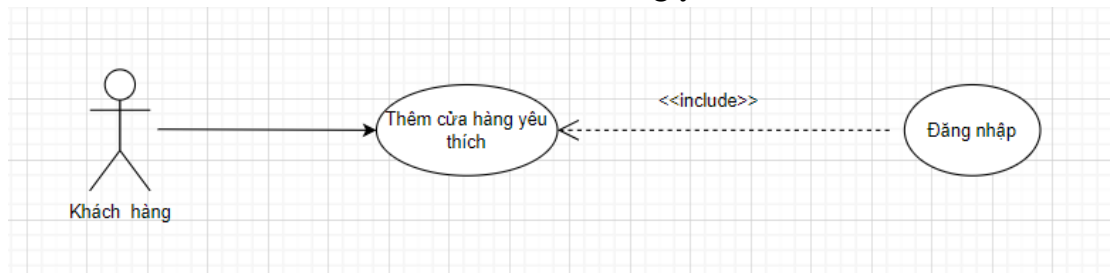 <<include>>
Thêm cửa hàng yêu
thích
Đăng nhập
Khách hàng